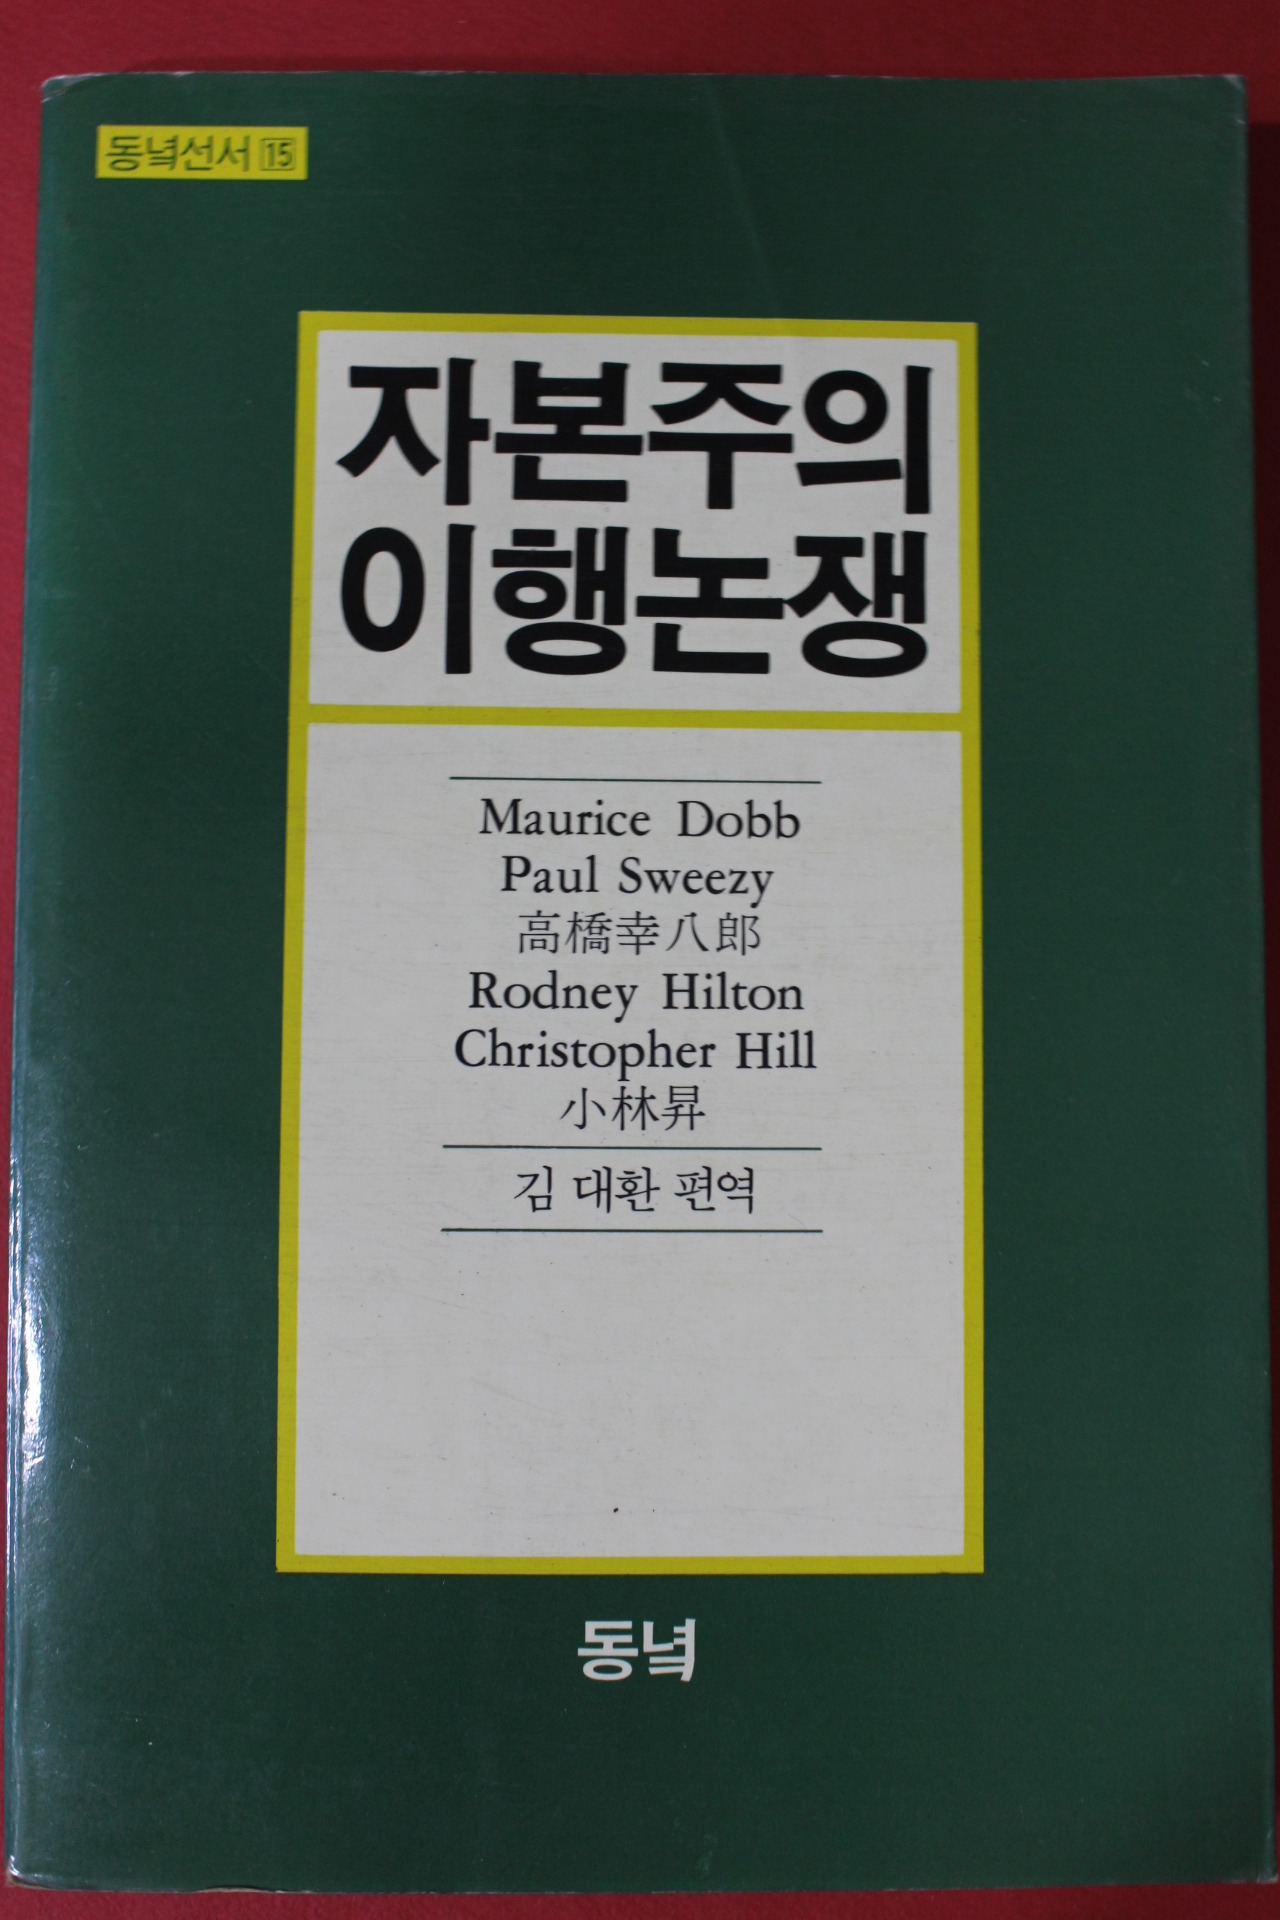 동녘선서 15
자본주의
이행논쟁
Maurice Dobb
Paul Sweezy
高橋幸八郎
Rodney Hilton
Christopher Hill
小林昇
김 대환 편역
동녘